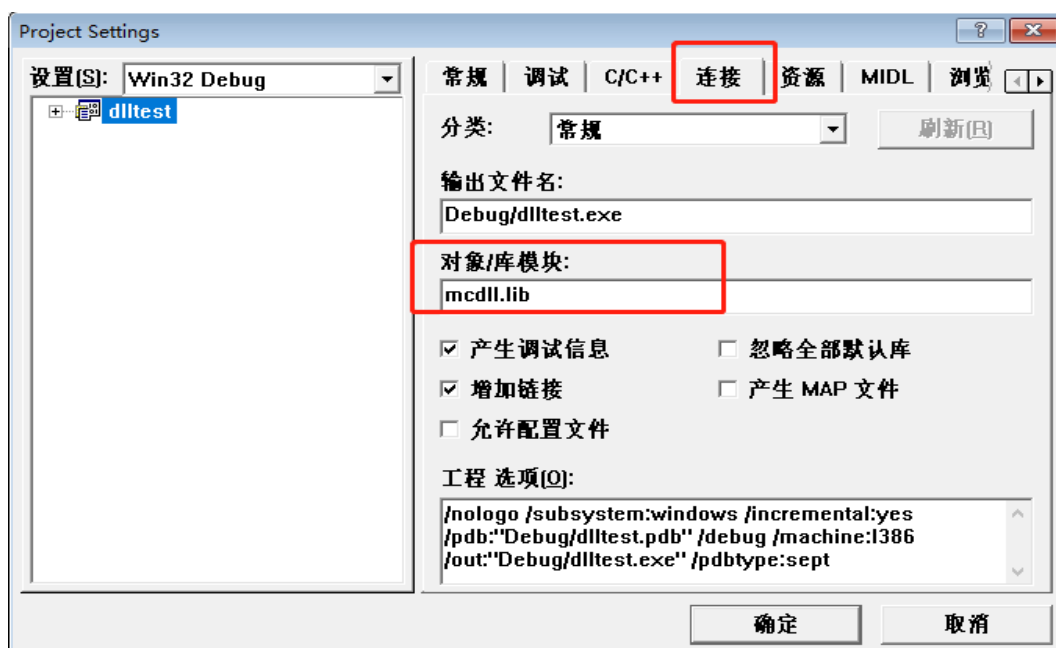 Project Settings
设置(S): Win32 Debug
dlltest
常规 调试 C/C++ 连接 资源 MIDL 浏览
分类: 常规 刷新(R)
输出文件名:
Debug/dlltest.exe
对象/库模块:
mcdll.lib
产生调试信息 忽略全部默认库
增加链接 产生 MAP 文件
允许配置文件
工程 选项(O):
/nologo /subsystem:windows /incremental:yes
/pdb:"Debug/dlltest.pdb" /debug /machine:I386
/out:"Debug/dlltest.exe" /pdbtype:sept
确定 取消